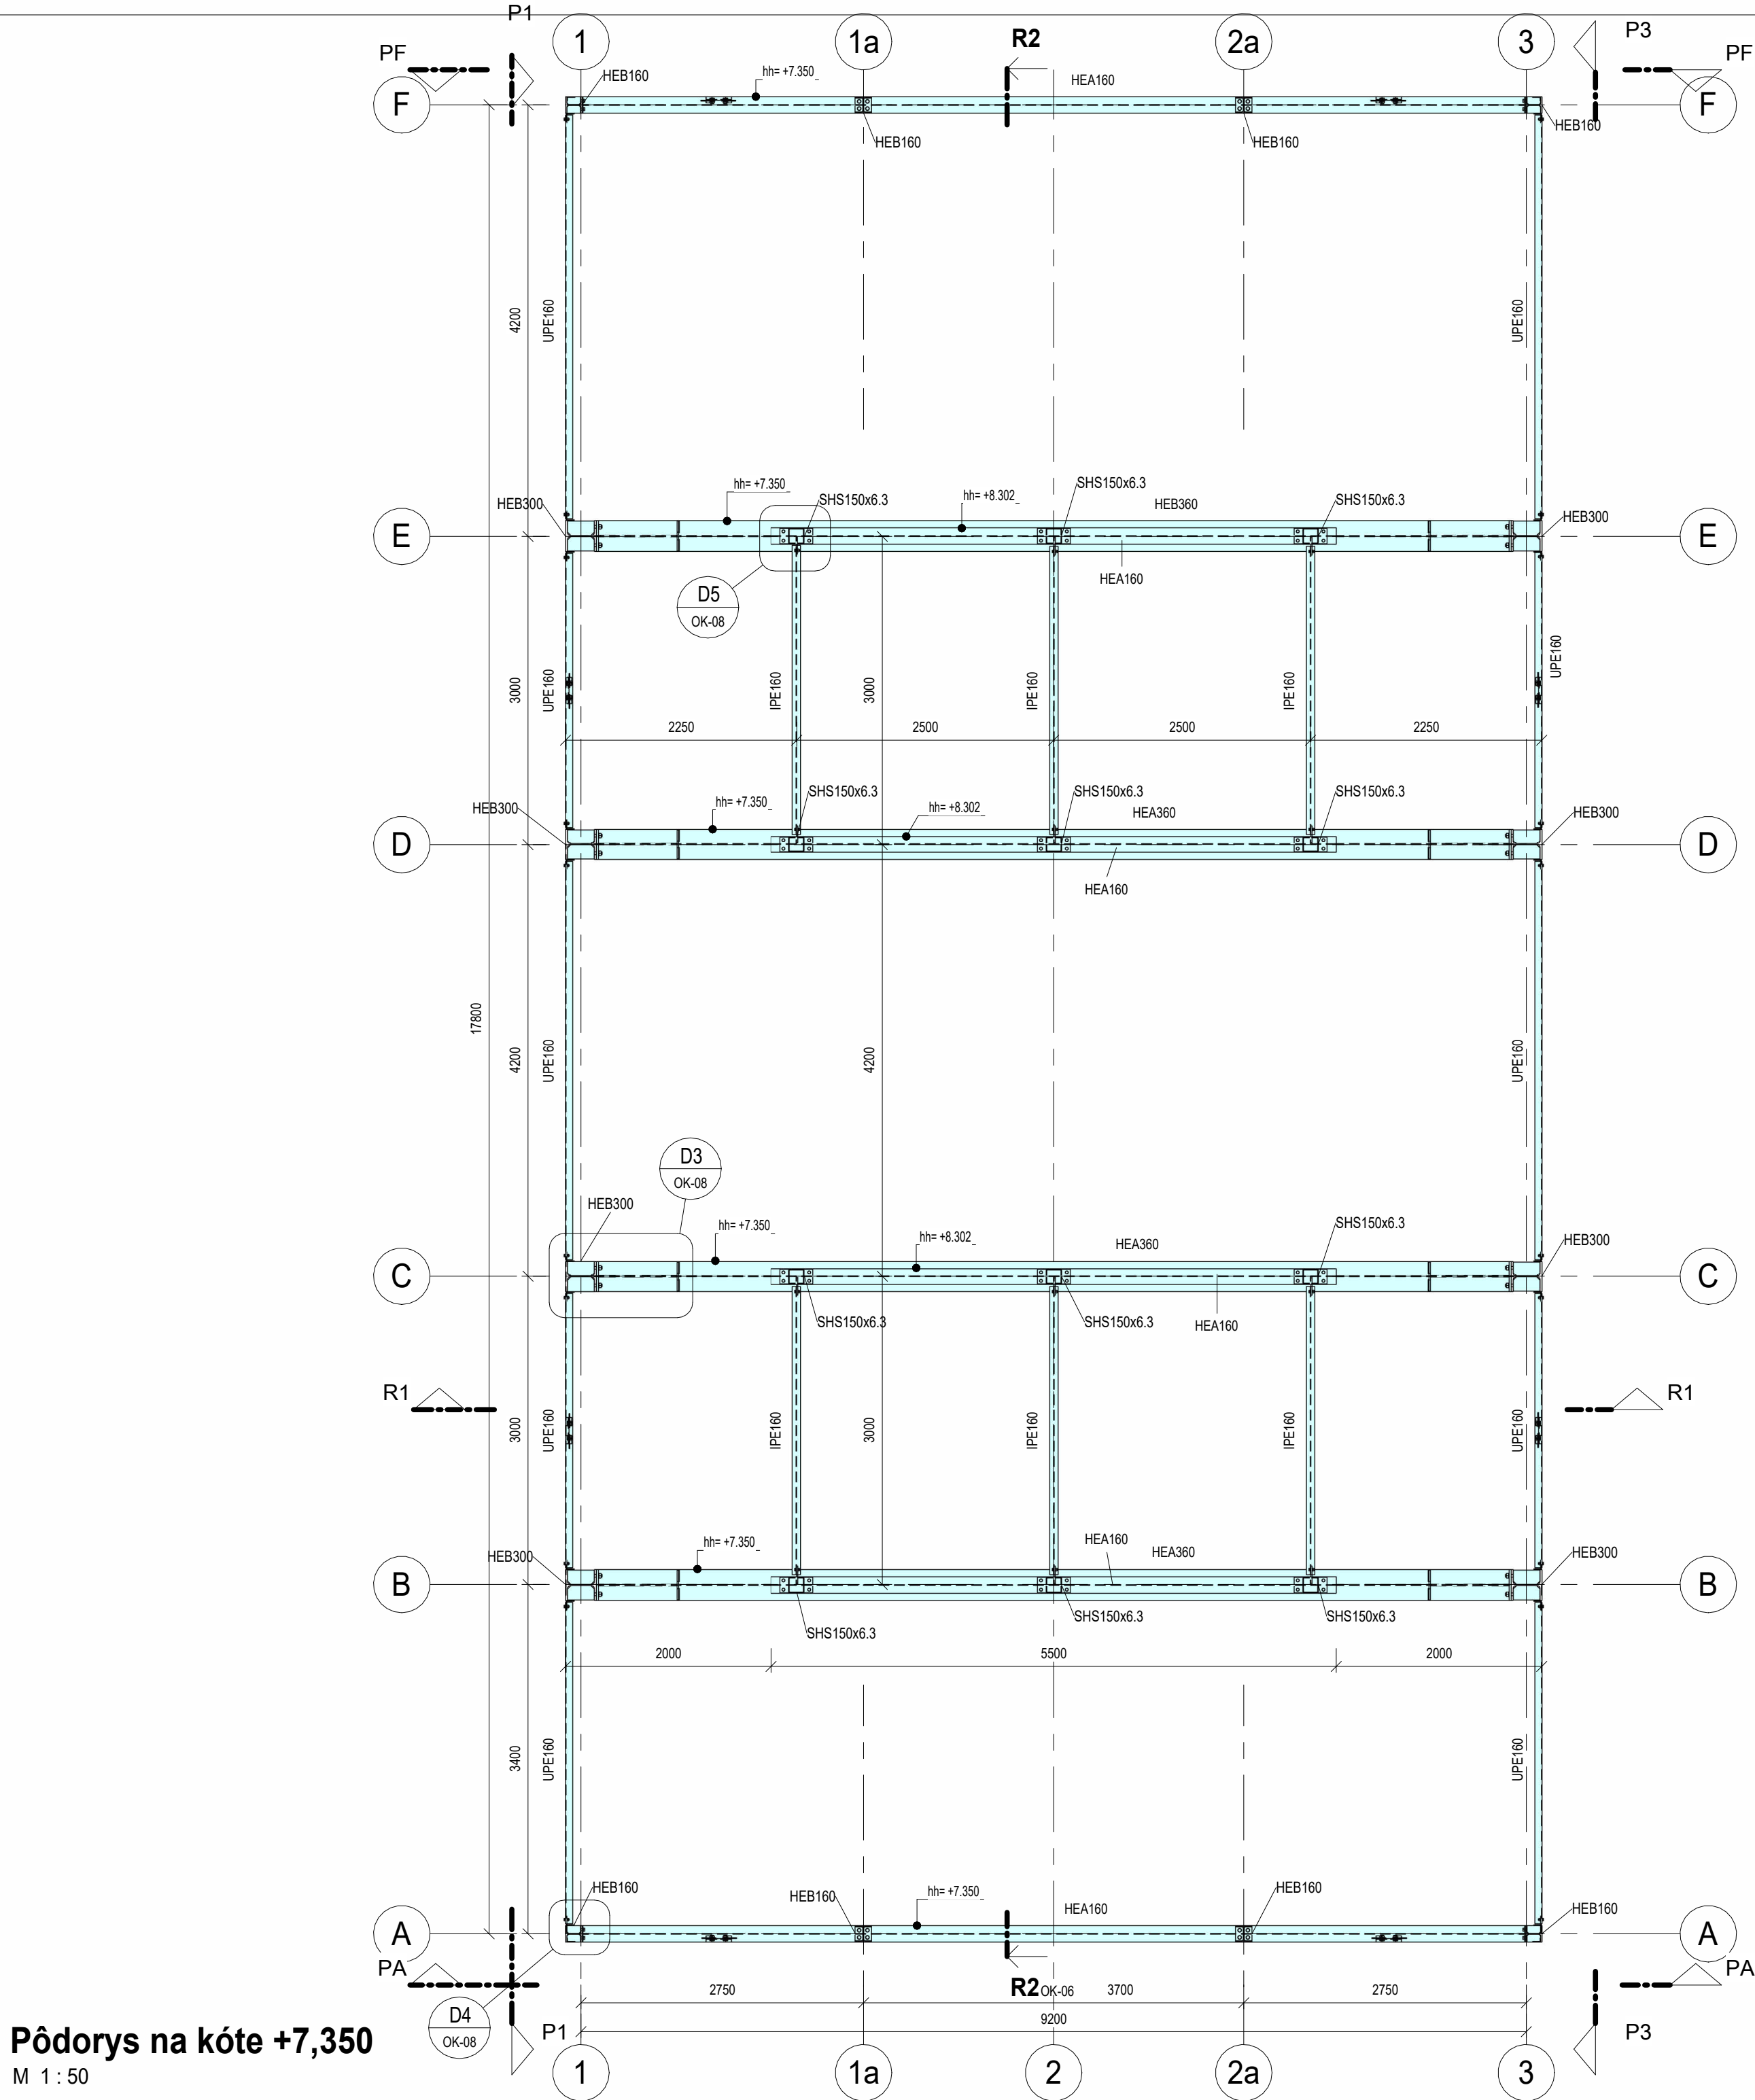 P1
1
1a
R2
2a
3
P3
PF
PF
hh= +7.350
HEA160
HEB160
F
F
HEB160
HEB160
HEB160
4200
UPE160
UPE160
hh= +7.350
SHS150x6.3
hh= +8.302
SHS150x6.3
HEB360
SHS150x6.3
HEB300
HEB300
E
E
HEA160
D5
OK-08
3000
UPE160
IPE160
3000
IPE160
IPE160
UPE160
2250
2500
2500
2250
HEB300
hh= +7.350
SHS150x6.3
hh= +8.302
SHS150x6.3
HEA360
SHS150x6.3
HEB300
D
D
HEA160
17800
4200
UPE160
4200
UPE160
D3
OK-08
HEB300
hh= +7.350
hh= +8.302
HEA360
SHS150x6.3
HEB300
C
C
SHS150x6.3
SHS150x6.3
HEA160
R1
R1
3000
UPE160
IPE160
3000
IPE160
IPE160
UPE160
HEB300
hh= +7.350
HEA160
HEA360
HEB300
B
B
SHS150x6.3
SHS150x6.3
SHS150x6.3
2000
5500
2000
3400
UPE160
UPE160
HEB160
HEB160
hh= +7.350
HEA160
HEB160
HEB160
A
A
PA
PA
2750
R2
OK-06
3700
2750
D4
OK-08
P1
9200
P3
Pôdorys na kóte +7,350
M 1 : 50
1
1a
2
2a
3